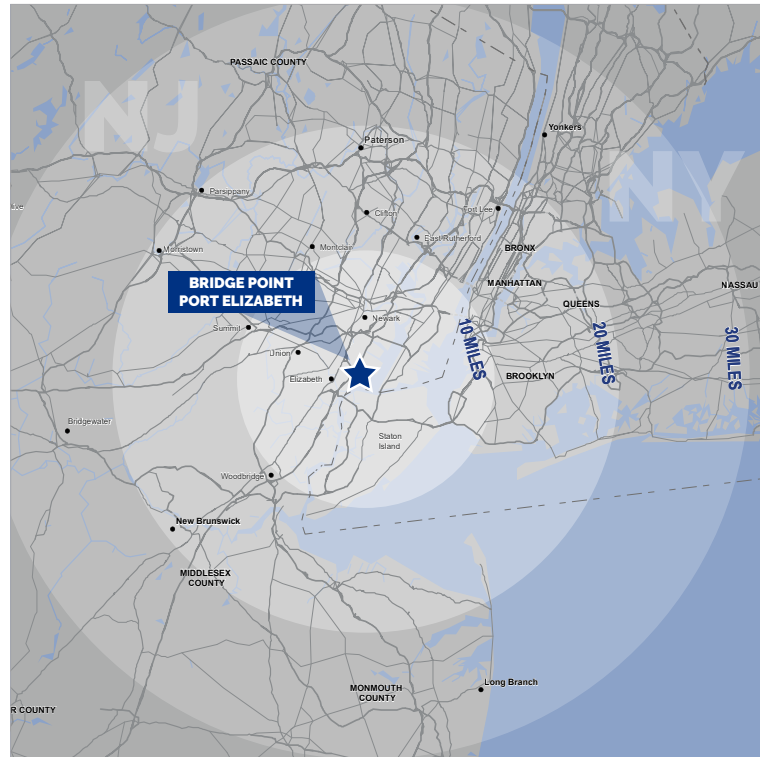 PASSAIC COUNTY
NJ
Yonkers
Paterson
NY
Parsippany
Clifton
Fort Lee
East Rutherford
Morristown
Montclair
BRONX
BRIDGE POINT
PORT ELIZABETH
MANHATTAN
NASSAU
QUEENS
Newark
Summit
10 MILES
20 MILES
30 MILES
Union
Elizabeth
BROOKLYN
Bridgewater
Staton
Island
Woodbridge
New Brunswick
MIDDLESEX
COUNTY
Long Branch
MONMOUTH
COUNTY
R COUNTY